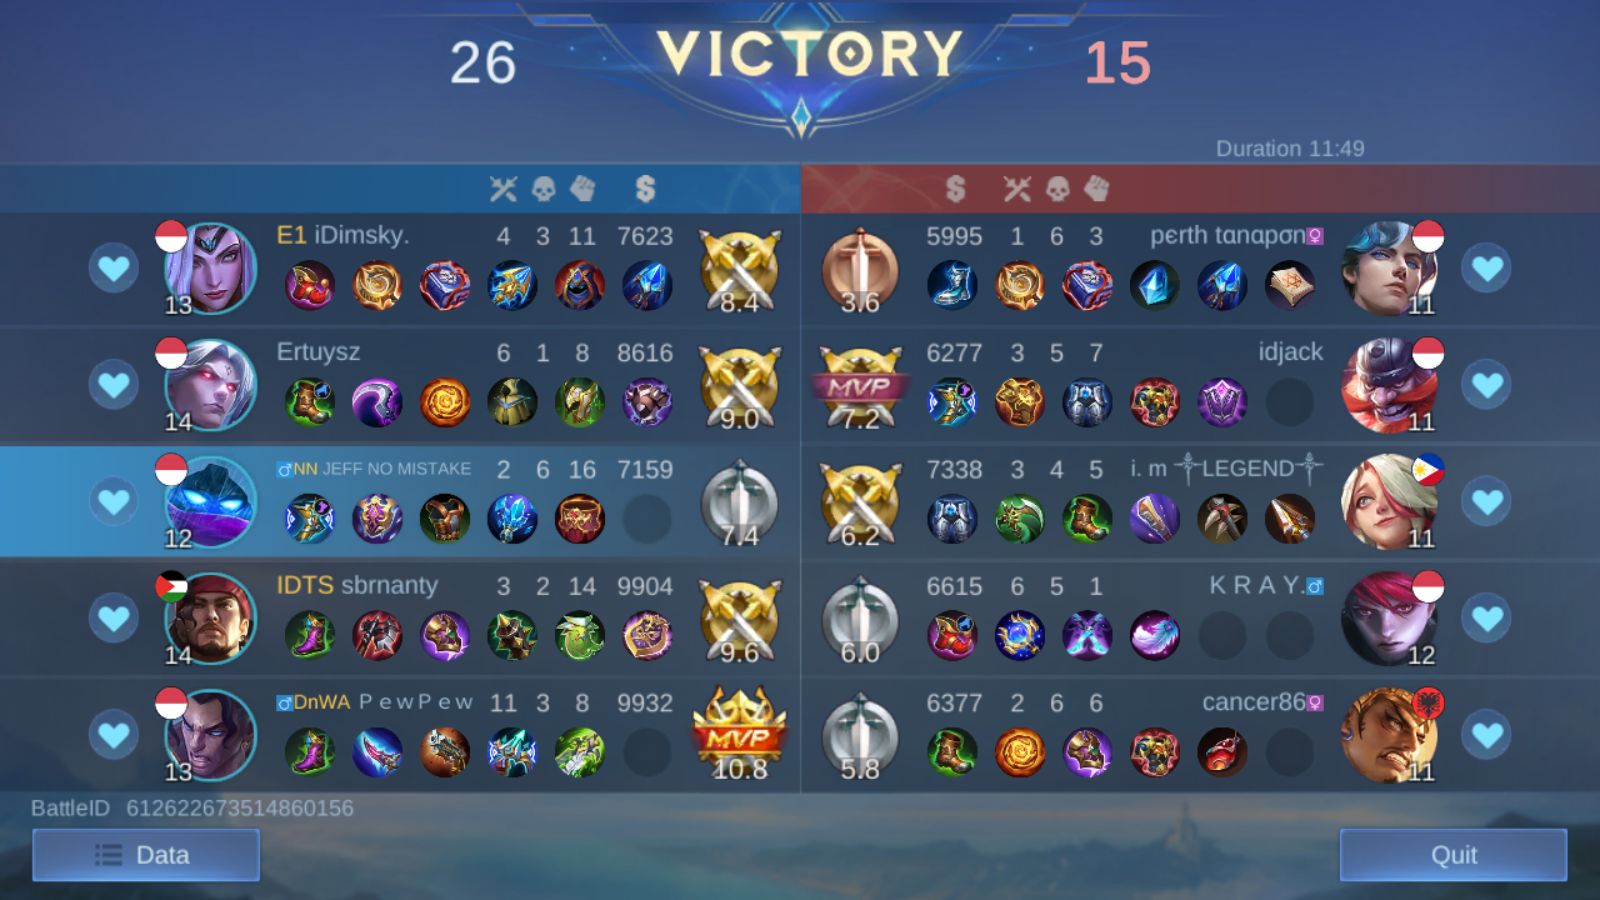 26 VICTORY 15
Duration 11:49
E1 iDimsky. 4 3 11 7623
13 8.4
5995 1 6 3 pєrth tαnαpσn
3.6 11
Ertuysz 6 1 8 8616
14 9.0
6277 3 5 7 idjack
MVP 7.2 11
NN JEFF NO MISTAKE 2 6 16 7159
12 7.4
7338 3 4 5 i. m LEGEND
6.2 11
IDTS sbrnanty 3 2 14 9904
14 9.6
6615 6 5 1 K R A Y.
6.0 12
DnWA P e w P e w 11 3 8 9932
13 MVP 10.8
6377 2 6 6 cancer86
5.8 11
BattleID 612622673514860156
Data
Quit